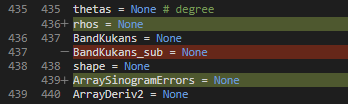 435 435 thetas = None # degree
436+ rhos = None
436 437 BandKukans = None
437 — BandKukans_sub = None
438 438 shape = None
439+ ArraySinogramErrors = None
439 440 ArrayDeriv2 = None